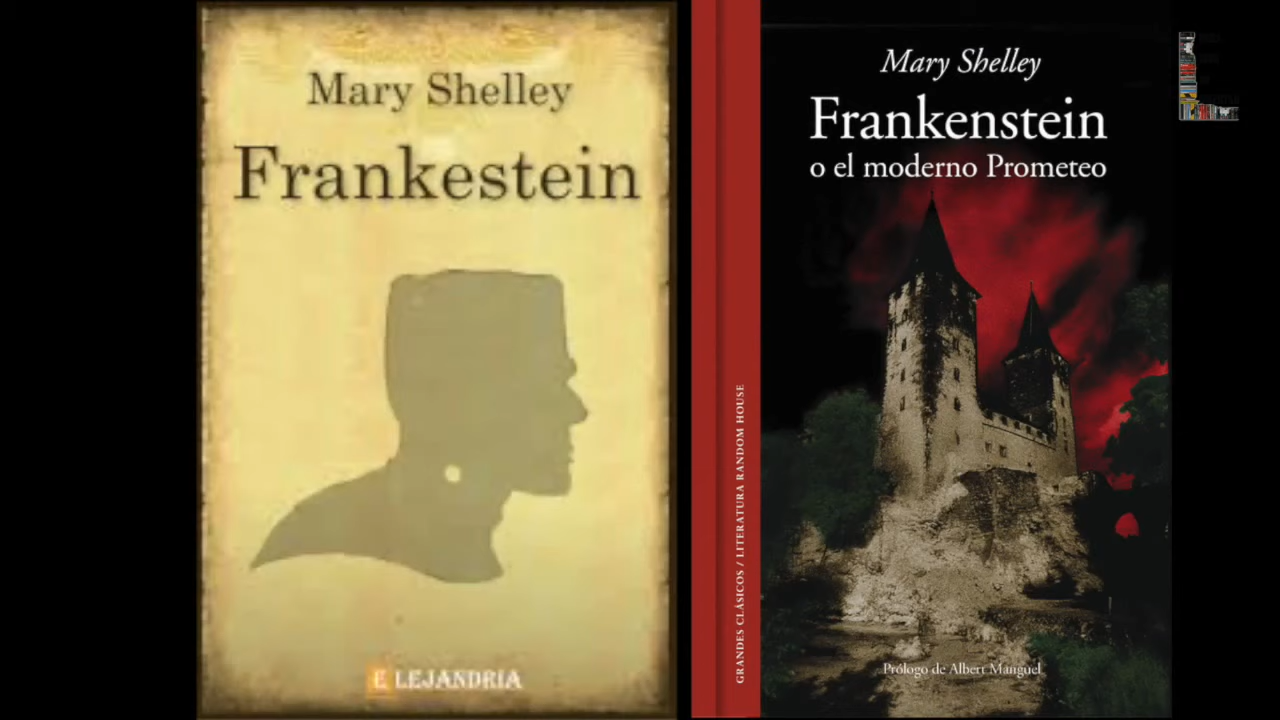 Mary Shelley
Frankestein
E LEJANDRIA
GRANDES CLÁSICOS / LITERATURA RANDOM HOUSE
Mary Shelley
Frankenstein
o el moderno Prometeo
Prólogo de Albert Manguel